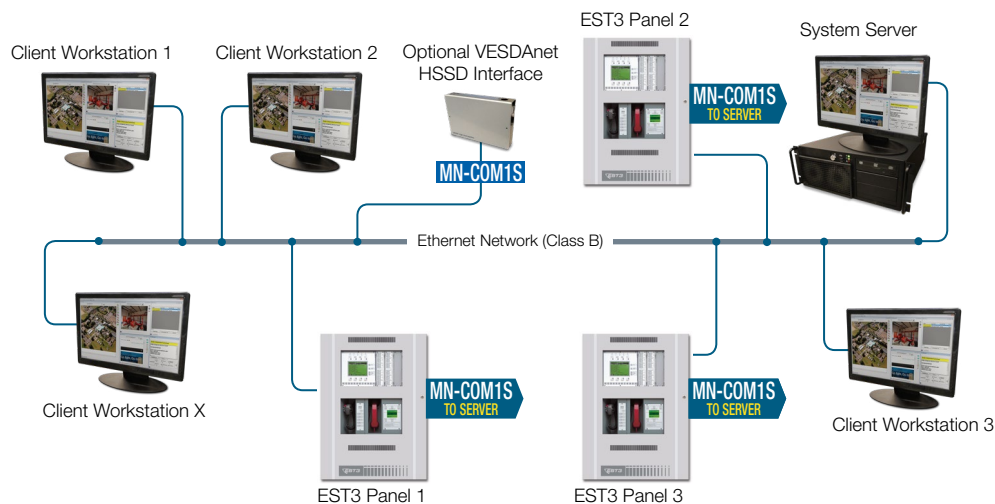 Client Workstation 1
Client Workstation 2
Optional VESDAnet
HSSD Interface
EST3 Panel 2
System Server
MN-COM1S
TO SERVER
MN-COM1S
Ethernet Network (Class B)
Client Workstation X
MN-COM1S
TO SERVER
MN-COM1S
TO SERVER
Client Workstation 3
EST3 Panel 1
EST3 Panel 3